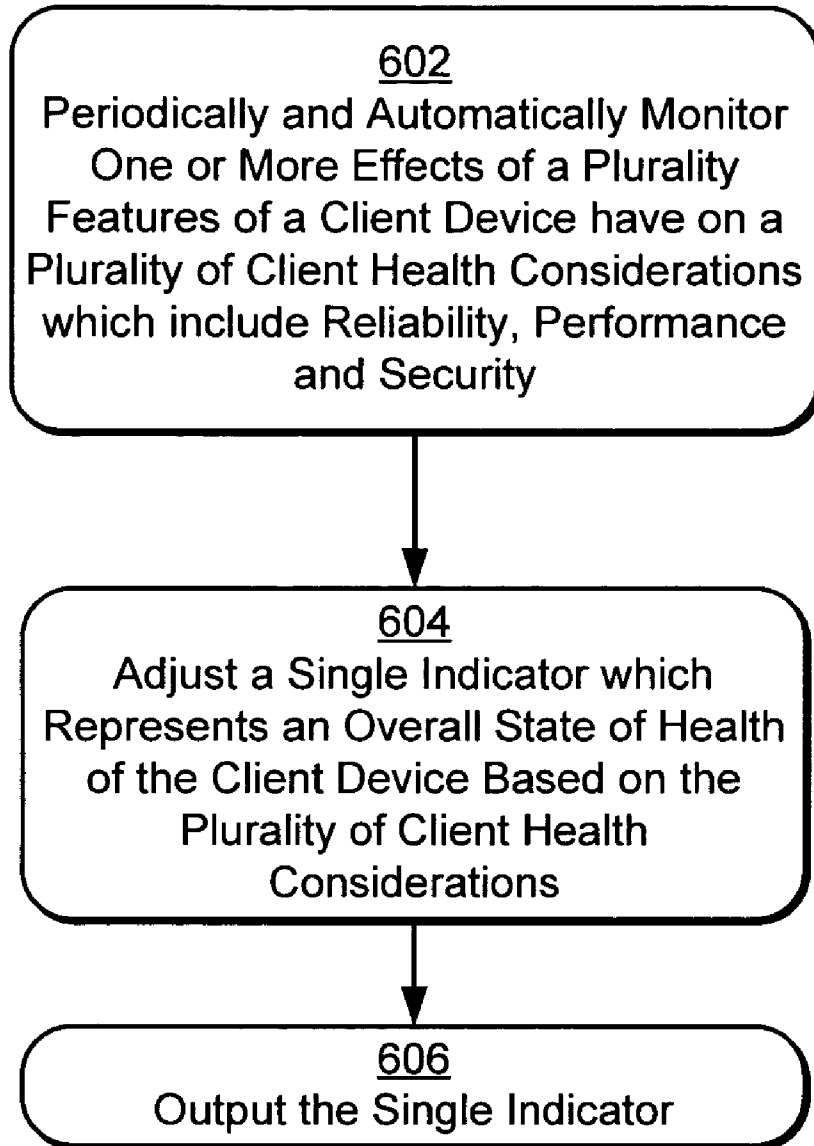 602
Periodically and Automatically Monitor
One or More Effects of a Plurality
Features of a Client Device have on a
Plurality of Client Health Considerations
which include Reliability, Performance
and Security
604
Adjust a Single Indicator which
Represents an Overall State of Health
of the Client Device Based on the
Plurality of Client Health
Considerations
606
Output the Single Indicator